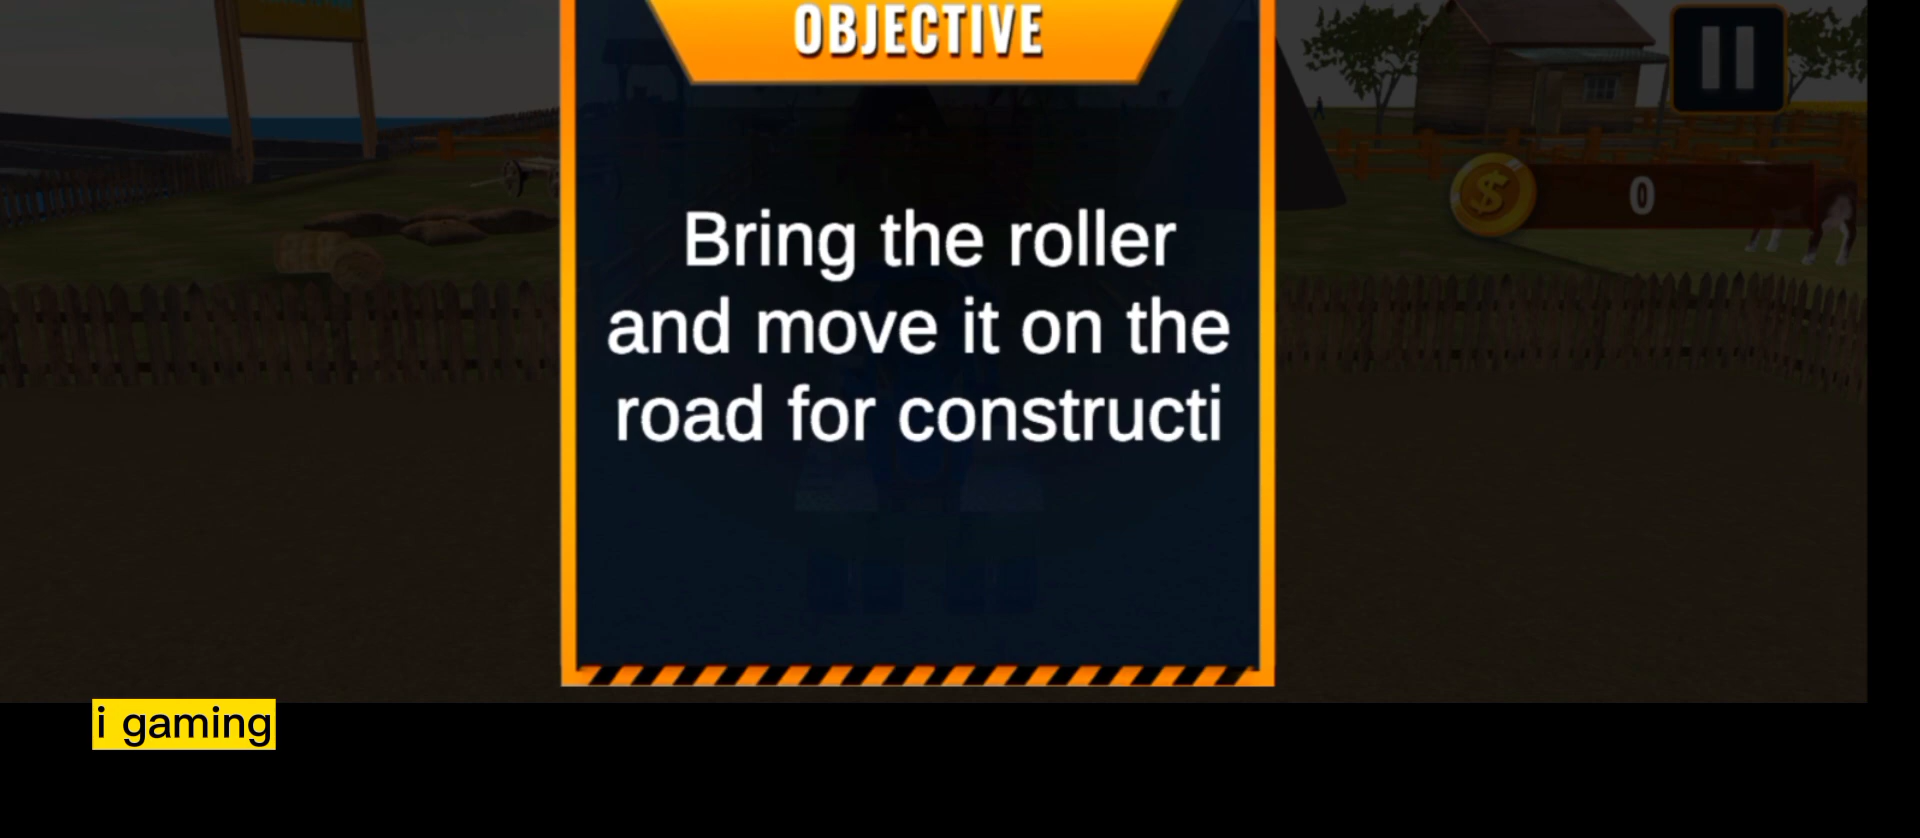 OBJECTIVE
0
Bring the roller
and move it on the
road for constructi
i gaming